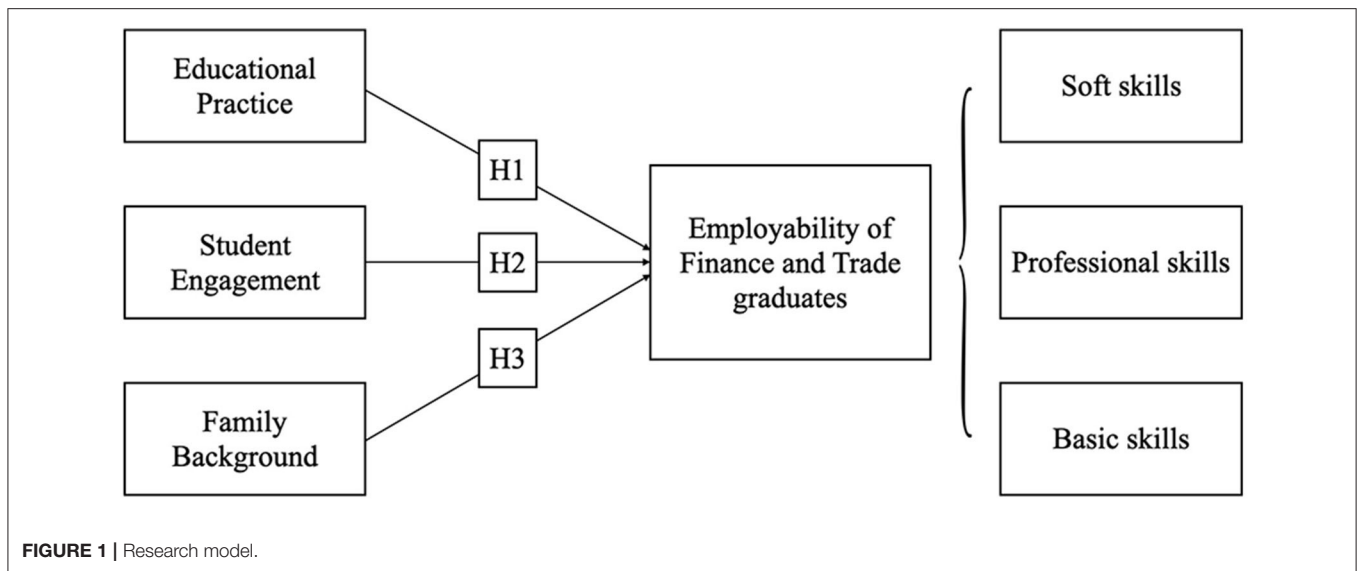 Educational
Practice
H1
Student
Engagement
H2
Family
Background
H3
Employability of
Finance and Trade
graduates
Soft skills
Professional skills
Basic skills
FIGURE 1 | Research model.